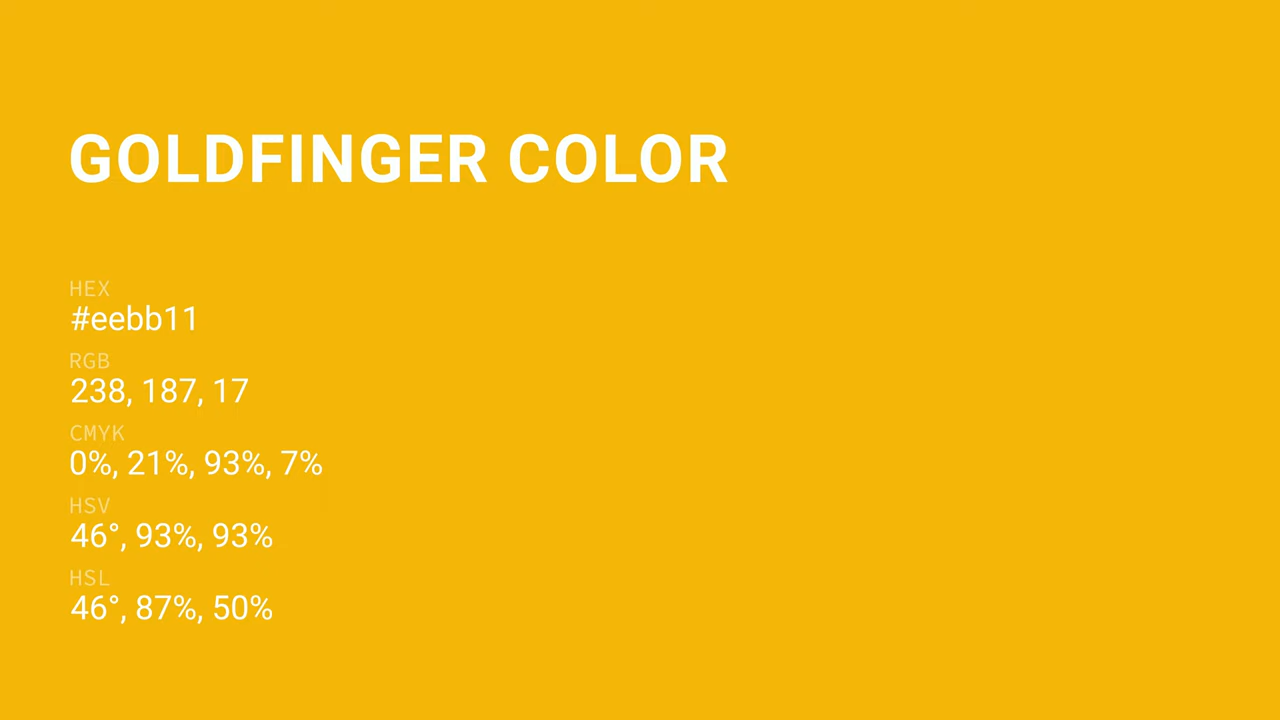 GOLDFINGER COLOR
HEX
#eebb11
RGB
238, 187, 17
CMYK
0%, 21%, 93%, 7%
HSV
46°, 93%, 93%
HSL
46°, 87%, 50%